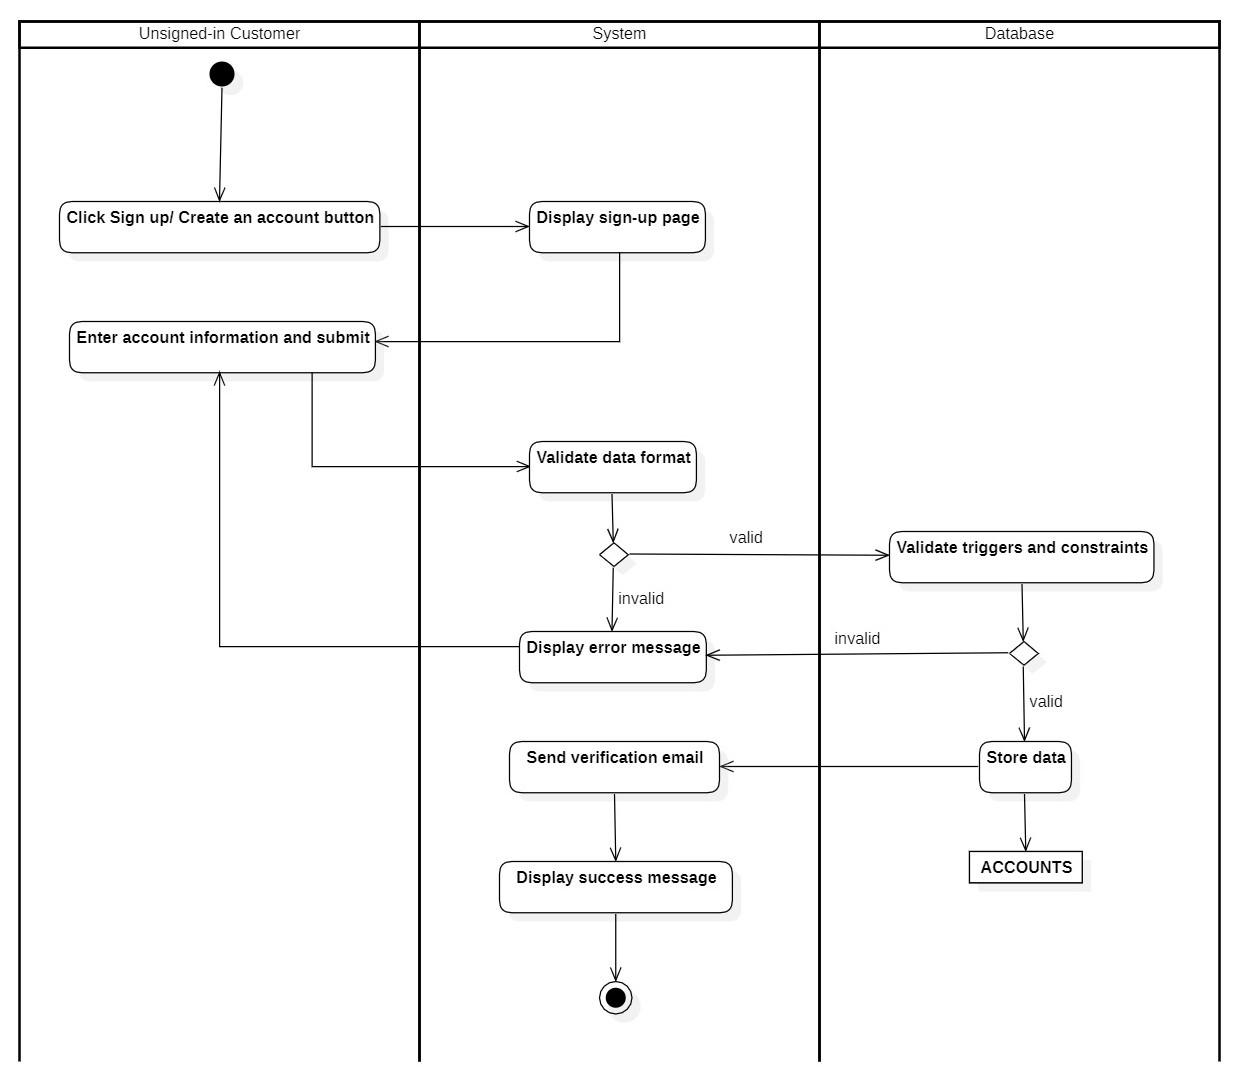 Unsigned-in Customer
System
Database
Click Sign up/ Create an account button
Display sign-up page
Enter account information and submit
Validate data format
valid
Validate triggers and constraints
invalid
invalid
Display error message
valid
Send verification email
Store data
ACCOUNTS
Display success message